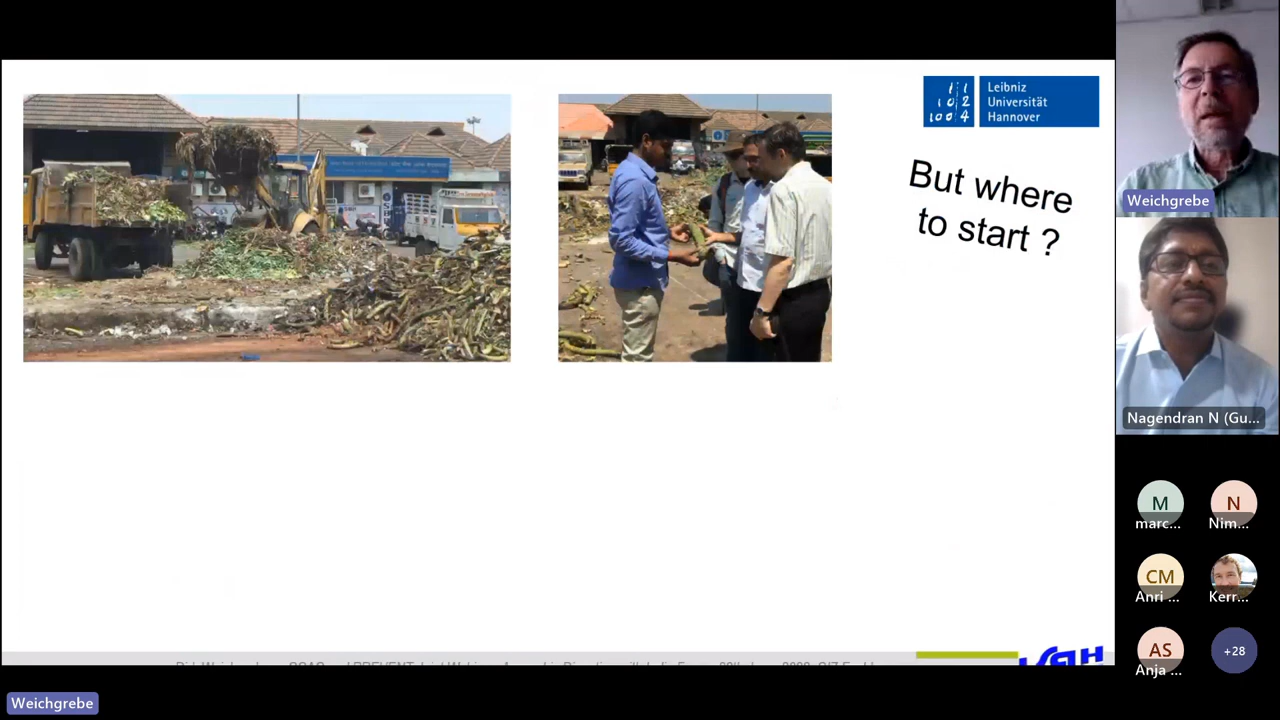 Leibniz
Universität
Hannover
But where
to start ?
SBI
Weichgrebe
Nagendran N (Gu...
M
N
marc...
Nim...
CM
Anri ...
Kerr...
AS
+28
Anja ...
Weichgrebe